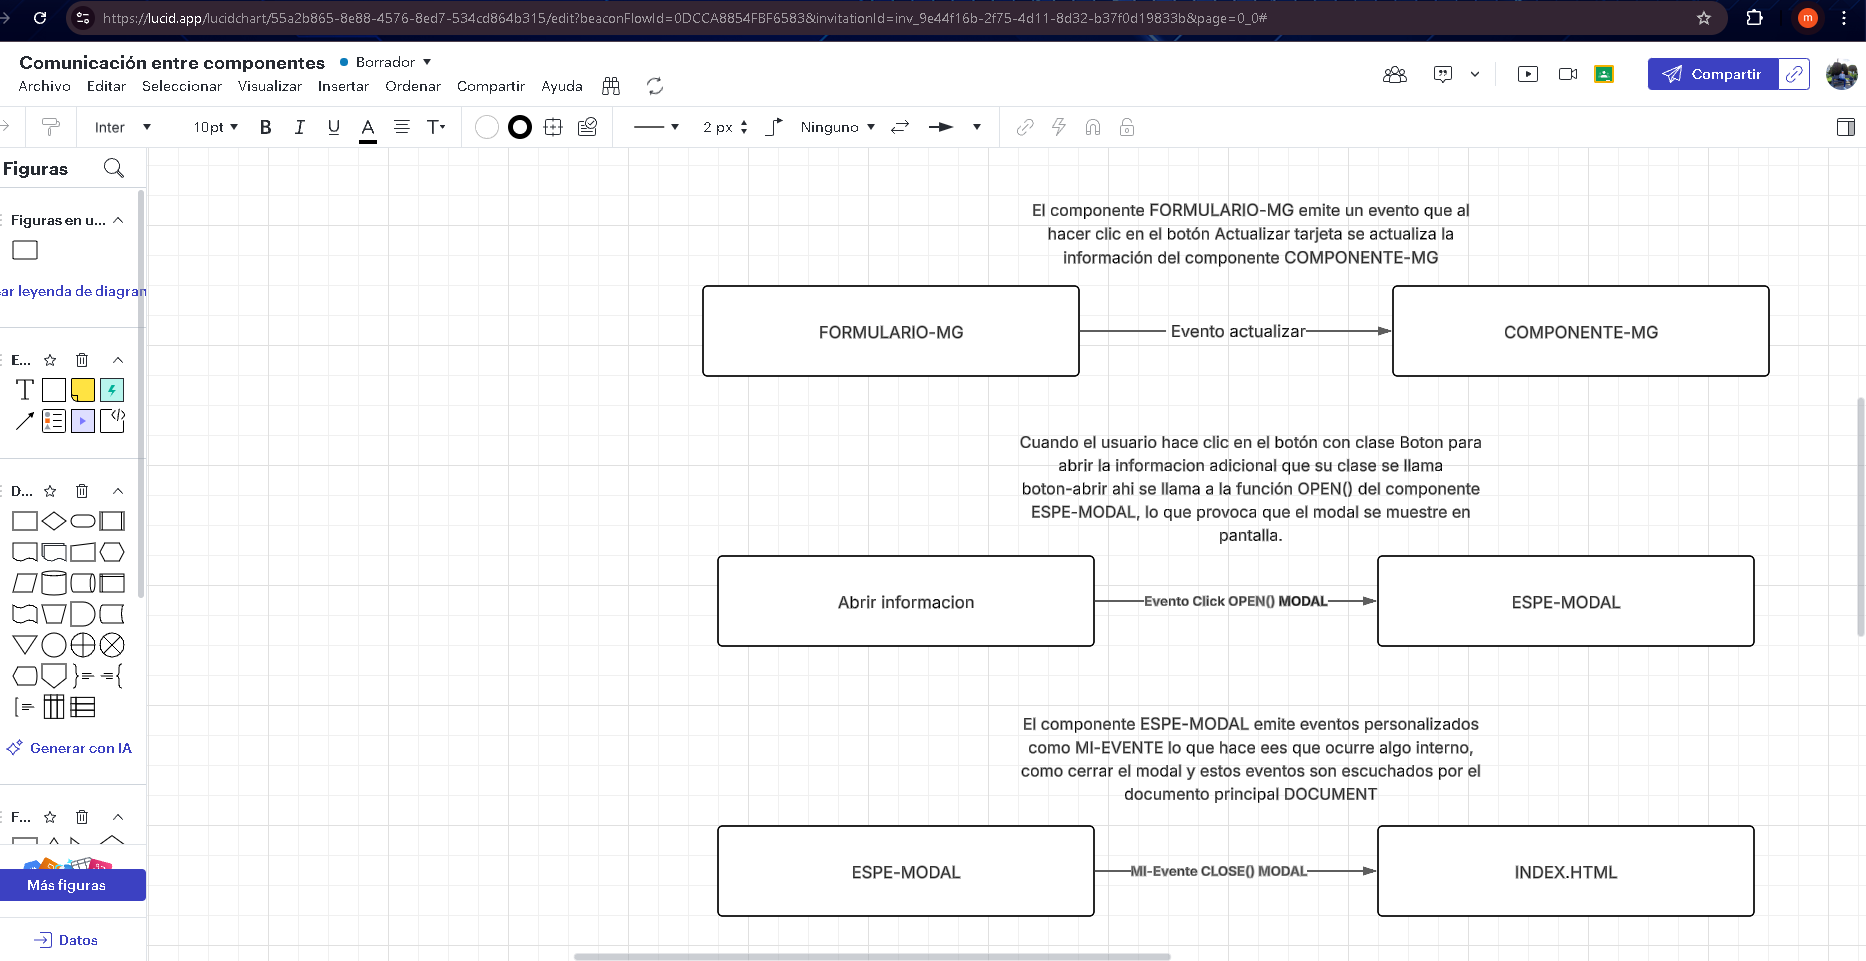 https://lucid.app/lucidchart/55a2b865-8e88-4576-8ed7-534cd864b315/edit?beaconFlowId=0DCCA8854FBF6583&invitationId=inv_9e44f16b-2f75-4d11-8d32-b37f0d19833b&page=0_0#
m
Comunicación entre componentes
Borrador
Archivo Editar Seleccionar Visualizar Insertar Ordenar Compartir Ayuda
Compartir
Inter
10pt
B I U A T
2 px
Ninguno
Figuras
Figuras en u...
ar leyenda de diagran
E...
T
D...
Generar con IA
F...
Más figuras
Datos
El componente FORMULARIO-MG emite un evento que al
hacer clic en el botón Actualizar tarjeta se actualiza la
información del componente COMPONENTE-MG
FORMULARIO-MG
Evento actualizar
COMPONENTE-MG
Cuando el usuario hace clic en el botón con clase Boton para
abrir la informacion adicional que su clase se llama
boton-abrir ahi se llama a la función OPEN() del componente
ESPE-MODAL, lo que provoca que el modal se muestre en
pantalla.
Abrir informacion
Evento Click OPEN() MODAL
ESPE-MODAL
El componente ESPE-MODAL emite eventos personalizados
como MI-EVENTE lo que hace ees que ocurre algo interno,
como cerrar el modal y estos eventos son escuchados por el
documento principal DOCUMENT
ESPE-MODAL
MI-Evente CLOSE() MODAL
INDEX.HTML